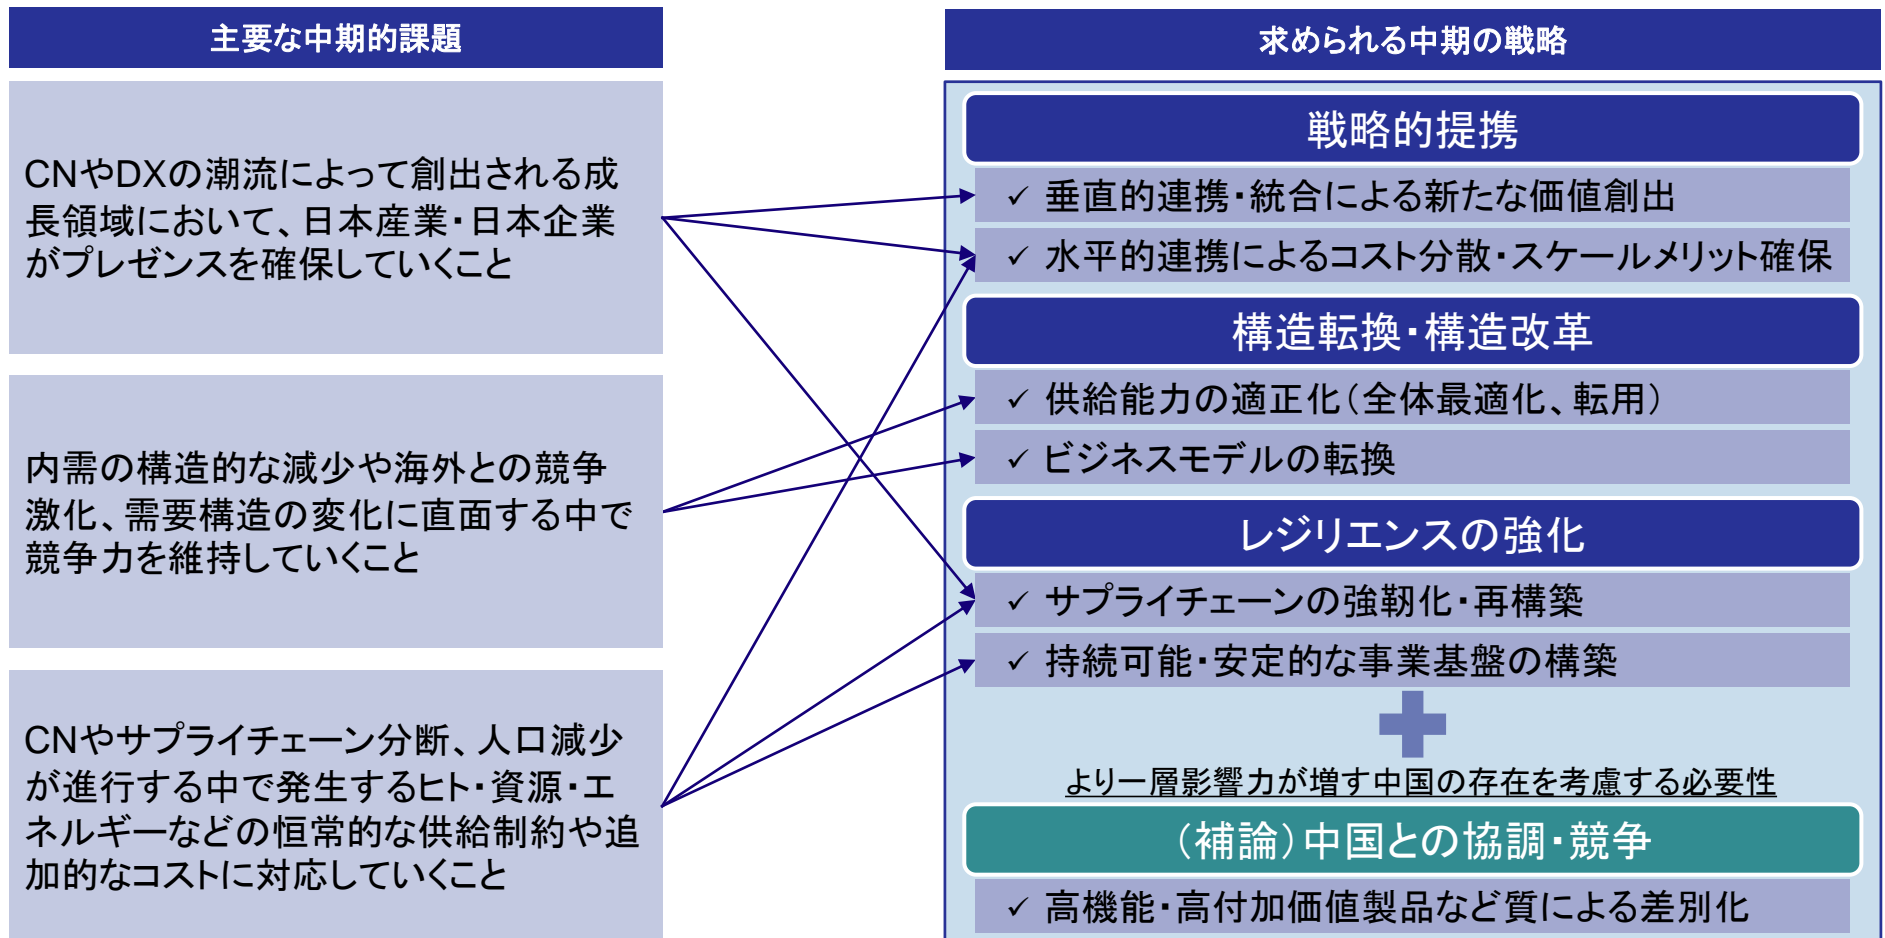 主要な中期的課題
CNやDXの潮流によって創出される成
長領域において、日本産業・日本企業
がプレゼンスを確保していくこと
内需の構造的な減少や海外との競争
激化、需要構造の変化に直面する中で
競争力を維持していくこと
CNやサプライチェーン分断、人口減少
が進行する中で発生するヒト・資源・エ
ネルギーなどの恒常的な供給制約や追
加的なコストに対応していくこと
求められる中期の戦略
戦略的提携
✓ 垂直的連携・統合による新たな価値創出
✓ 水平的連携によるコスト分散・スケールメリット確保
構造転換・構造改革
✓ 供給能力の適正化（全体最適化、転用）
✓ ビジネスモデルの転換
レジリエンスの強化
✓ サプライチェーンの強靭化・再構築
✓ 持続可能・安定的な事業基盤の構築
より一層影響力が増す中国の存在を考慮する必要性
（補論）中国との協調・競争
✓ 高機能・高付加価値製品など質による差別化